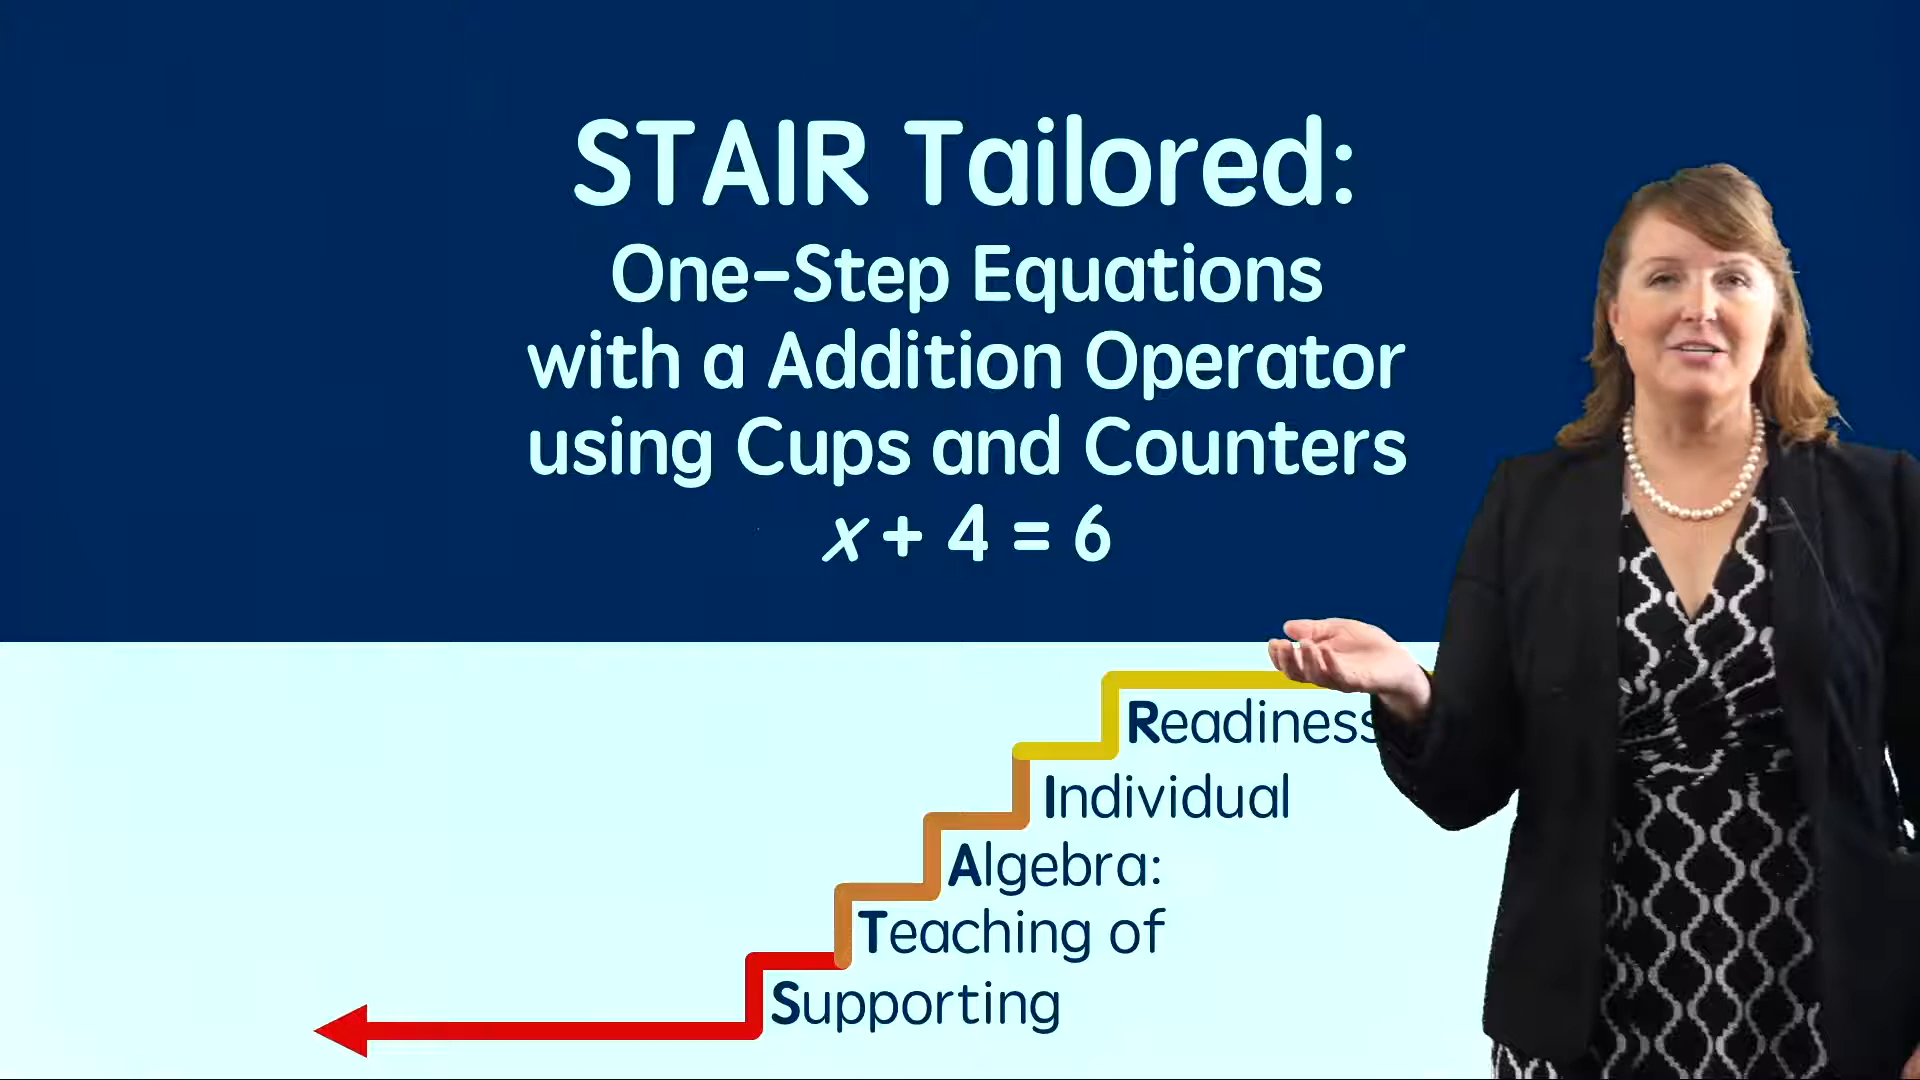 STAIR Tailored:
One-Step Equations
with a Addition Operator
using Cups and Counters
x + 4 = 6
Readiness
Individual
Algebra:
Teaching of
Supporting